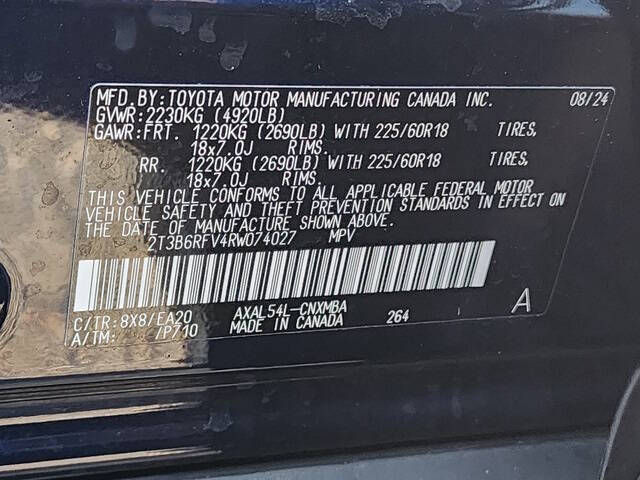 MFD.BY:TOYOTA MOTOR MANUFACTURING CANADA INC. 08/24
GVWR:2230KG (4920LB)
GAWR:FRT. 1220KG (2690LB) WITH 225/60R18 TIRES,
18x7.0J RIMS.
RR. 1220KG (2690LB) WITH 225/60R18 TIRES,
18x7.0J RIMS.
THIS VEHICLE CONFORMS TO ALL APPLICABLE FEDERAL MOTOR
VEHICLE SAFETY AND THEFT PREVENTION STANDARDS IN EFFECT ON
THE DATE OF MANUFACTURE SHOWN ABOVE.
2T3B6RFV4RW074027 MPV
C/TR:8X8/EA20 AXAL54L-CNXMBA A
A/TM: /P710 MADE IN CANADA 264